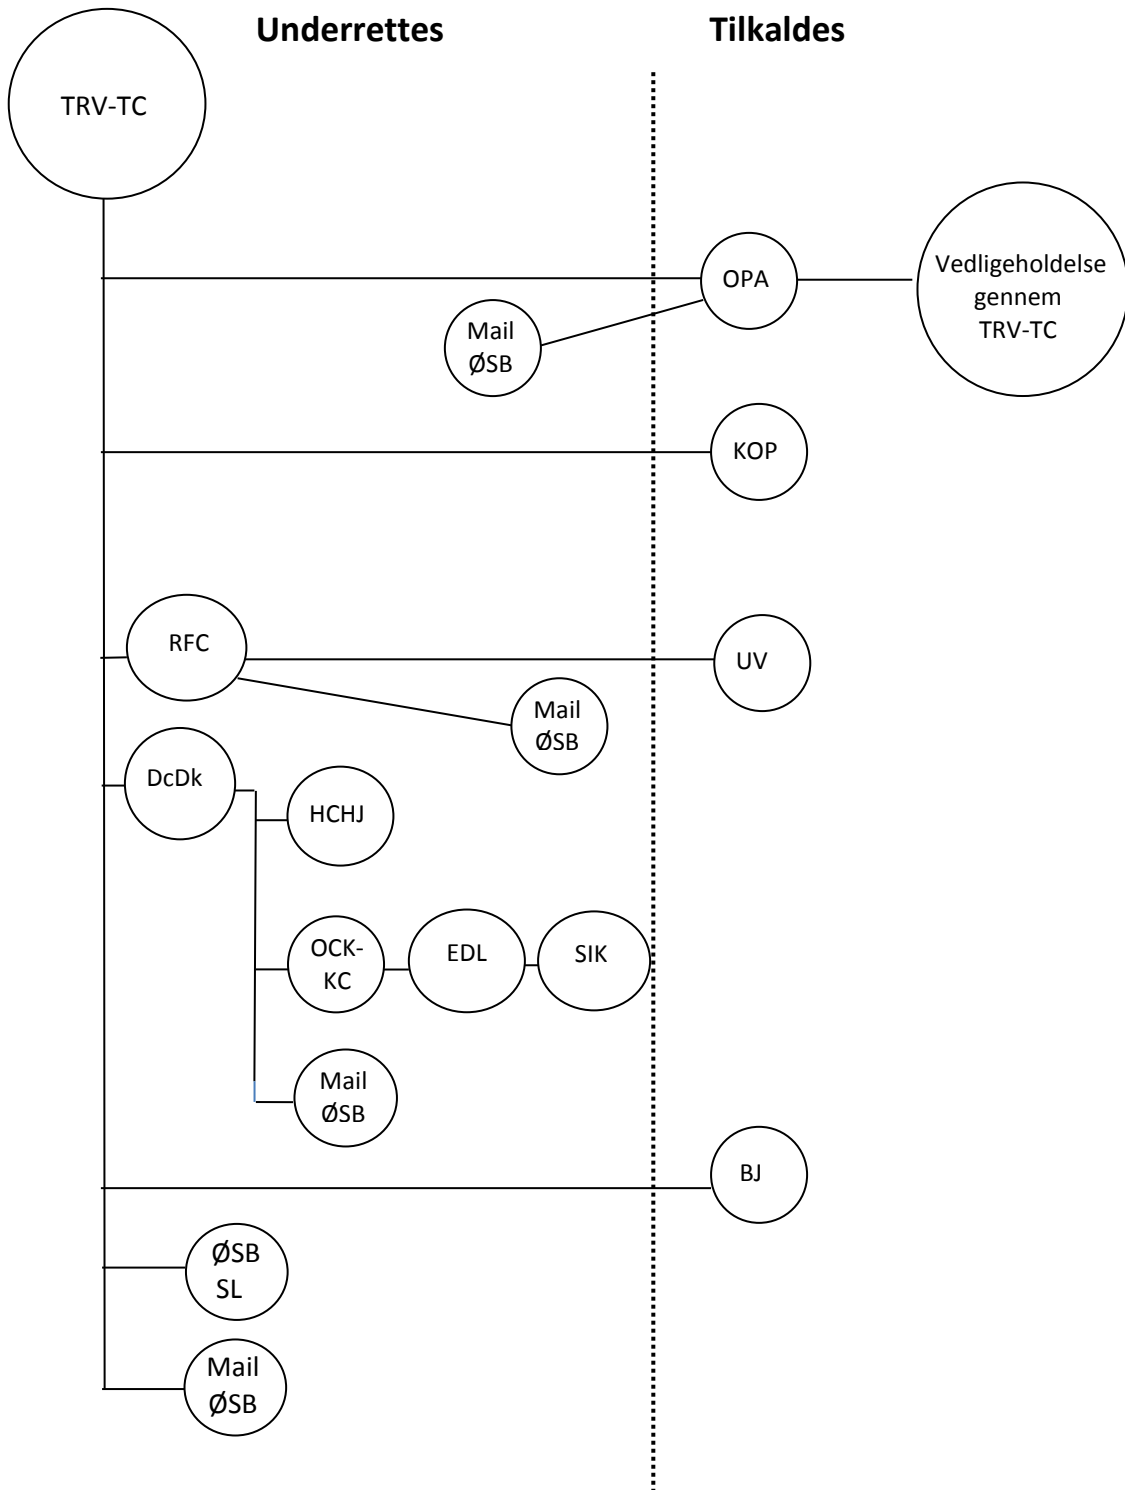 Underrettes
Tilkaldes
TRV-TC
OPA
Vedligeholdelse
gennem
TRV-TC
Mail
ØSB
KOP
RFC
UV
Mail
ØSB
DcDk
HCHJ
OCK-
KC
EDL
SIK
Mail
ØSB
BJ
ØSB
SL
Mail
ØSB